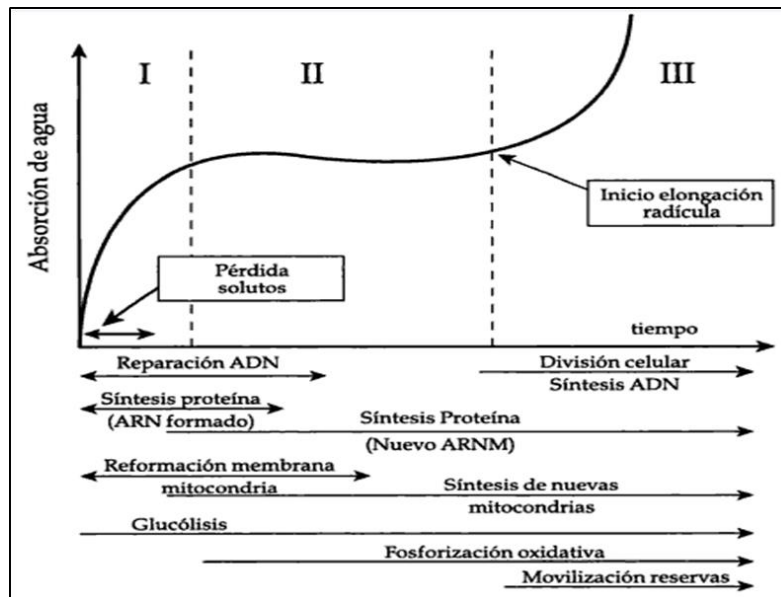 I
II
III
Absorción de agua
Inicio elongación
radícula
Pérdida
solutos
tiempo
Reparación ADN
División celular
Síntesis ADN
Síntesis proteína
(ARN formado)
Síntesis Proteína
(Nuevo ARNM)
Reformación membrana
mitocondria
Síntesis de nuevas
mitocondrias
Glucólisis
Fosforización oxidativa
Movilización reservas